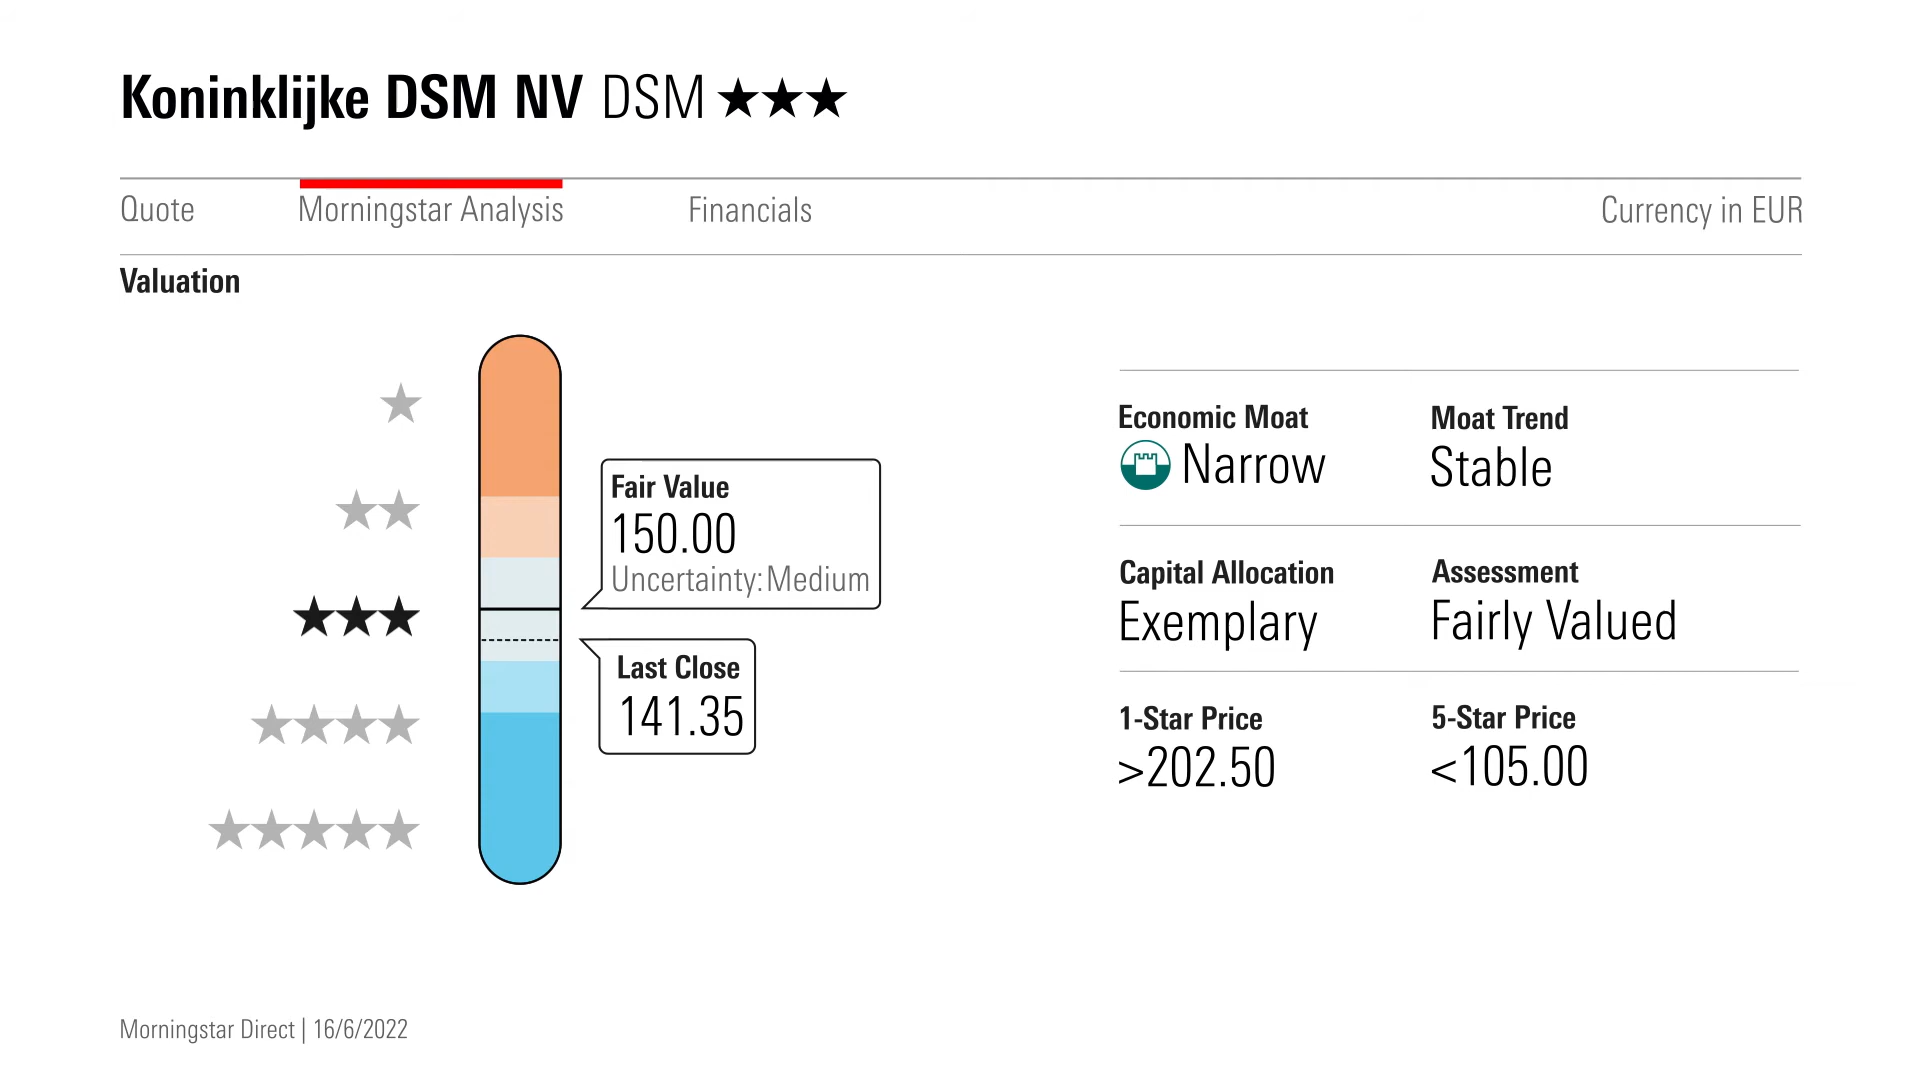 Koninklijke DSM NV DSM ★★★
Quote Morningstar Analysis Financials Currency in EUR
Valuation
Fair Value
150.00
Uncertainty: Medium
Last Close
141.35
Economic Moat Moat Trend
Narrow Stable
Capital Allocation Assessment
Exemplary Fairly Valued
1-Star Price 5-Star Price
>202.50 <105.00
Morningstar Direct | 16/6/2022